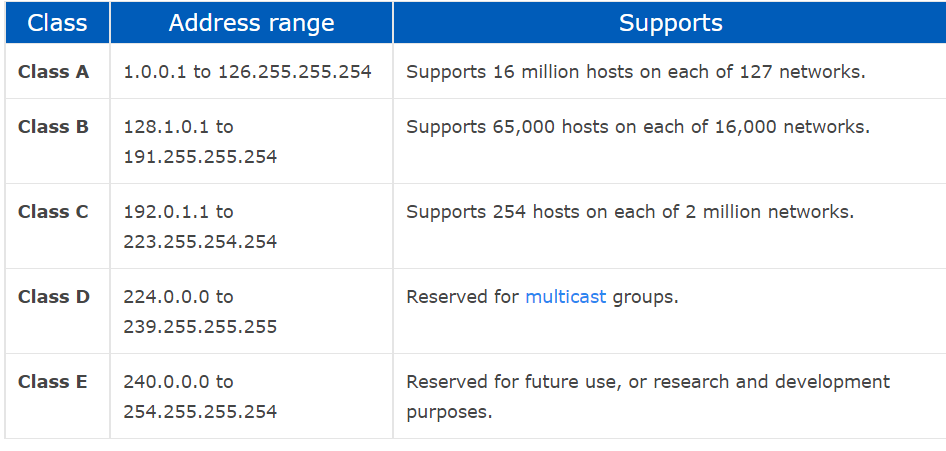 Class Address range Supports
Class A 1.0.0.1 to 126.255.255.254 Supports 16 million hosts on each of 127 networks.
Class B 128.1.0.1 to Supports 65,000 hosts on each of 16,000 networks.
191.255.255.254
Class C 192.0.1.1 to Supports 254 hosts on each of 2 million networks.
223.255.254.254
Class D 224.0.0.0 to Reserved for multicast groups.
239.255.255.255
Class E 240.0.0.0 to Reserved for future use, or research and development
254.255.255.254 purposes.